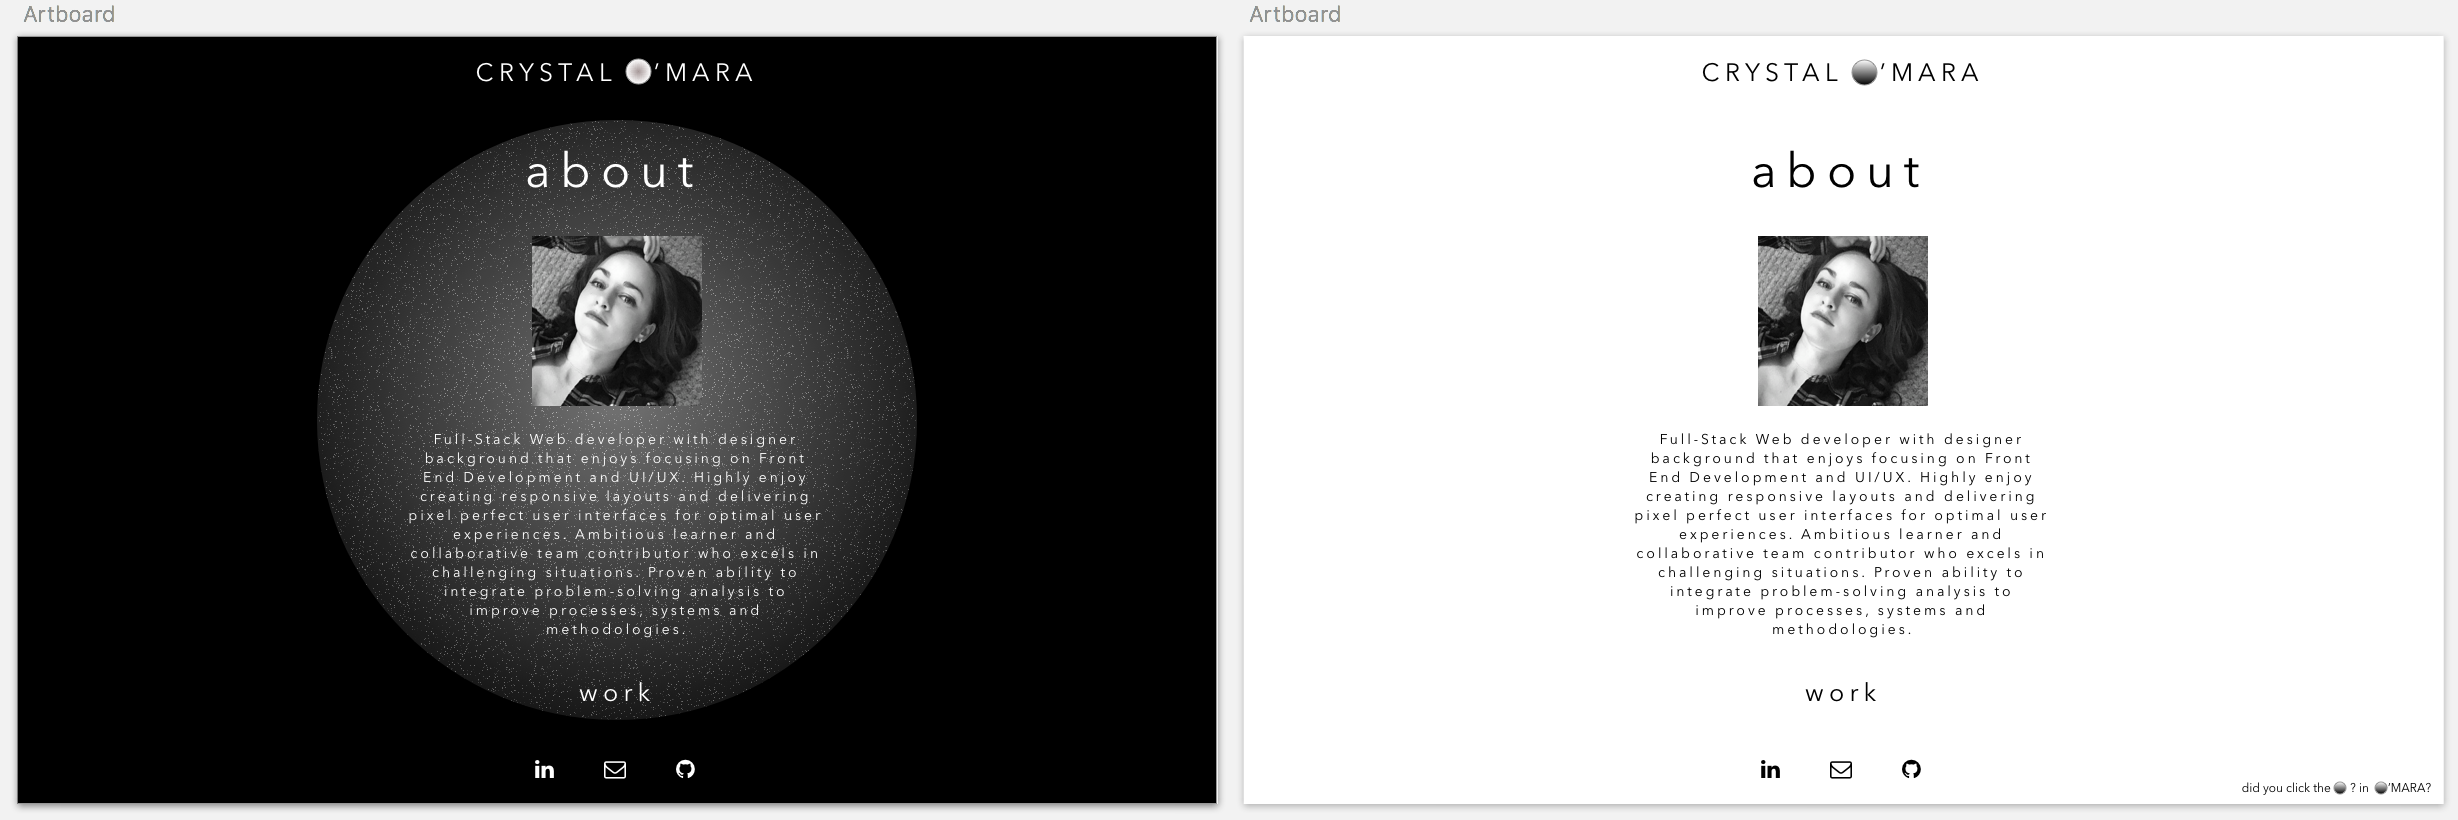 Artboard
CRYSTAL 'MARA
about
Full-Stack Web developer with designer
background that enjoys focusing on Front
End Development and UI/UX. Highly enjoy
creating responsive layouts and delivering
pixel perfect user interfaces for optimal user
experiences. Ambitious learner and
collaborative team contributor who excels in
challenging situations. Proven ability to
integrate problem-solving analysis to
improve processes, systems and
methodologies.
work
in
Artboard
CRYSTAL 'MARA
about
Full-Stack Web developer with designer
background that enjoys focusing on Front
End Development and UI/UX. Highly enjoy
creating responsive layouts and delivering
pixel perfect user interfaces for optimal user
experiences. Ambitious learner and
collaborative team contributor who excels in
challenging situations. Proven ability to
integrate problem-solving analysis to
improve processes, systems and
methodologies.
work
in
did you click the ? in 'MARA?